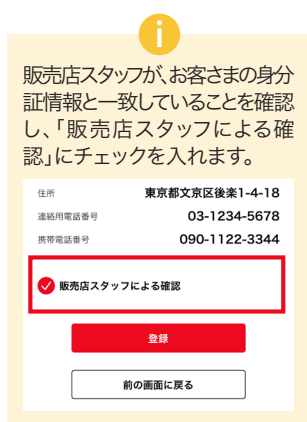 i
販売店スタッフが、お客さまの身分
証情報と一致していることを確認
し、「販売店スタッフによる確
認」にチェックを入れます。
住所 東京都文京区後楽1-4-18
連絡用電話番号 03-1234-5678
携帯電話番号 090-1122-3344
販売店スタッフによる確認
登録
前の画面に戻る